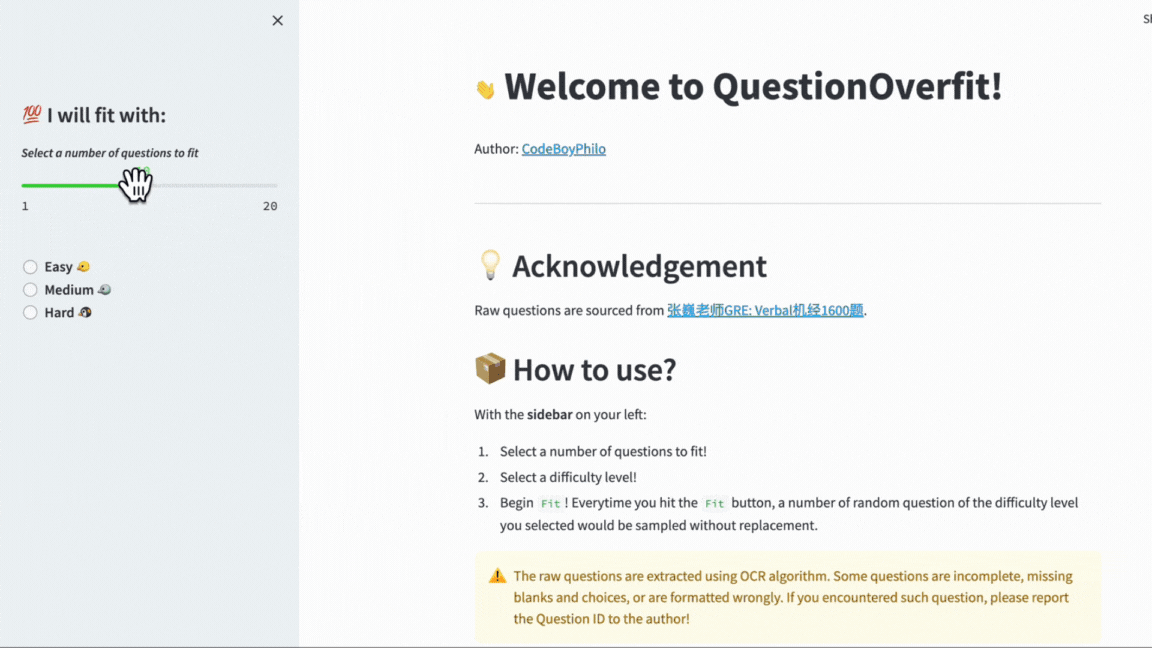 💯 I will fit with:
Select a number of questions to fit
1
20
Easy
Medium
Hard
Welcome to QuestionOverfit!
Author: CodeBoyPhilo
Acknowledgement
Raw questions are sourced from 张巍老师GRE: Verbal机经1600题.
How to use?
With the sidebar on your left:
1. Select a number of questions to fit!
2. Select a difficulty level!
3. Begin Fit! Everytime you hit the Fit button, a number of random question of the difficulty level
you selected would be sampled without replacement.
The raw questions are extracted using OCR algorithm. Some questions are incomplete, missing
blanks and choices, or are formatted wrongly. If you encountered such question, please report
the Question ID to the author!